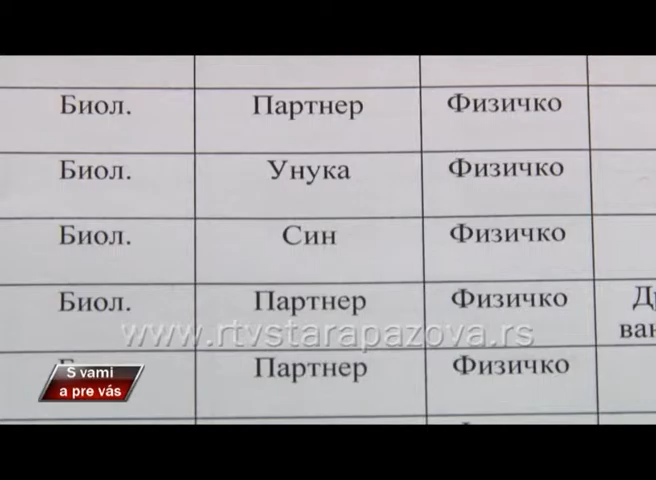 Биол. Партнер Физичко
Биол. Унука Физичко
Биол. Син Физичко
Биол. Партнер Физичко
www.rtvstarapazova.rs
Партнер Физичко
S vami
a pre vás